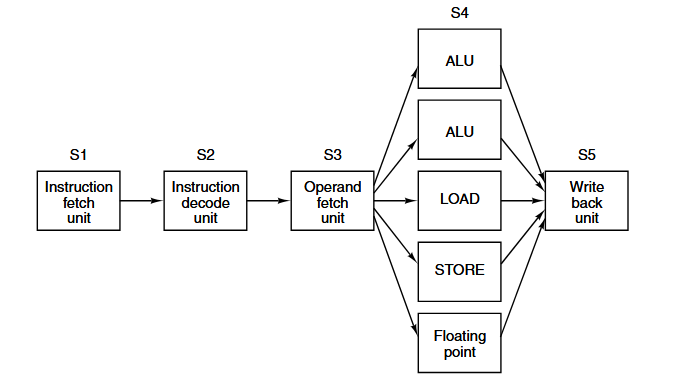 S4
ALU
ALU
S1
S2
S3
S5
Instruction
fetch
unit
Instruction
decode
unit
Operand
fetch
unit
LOAD
Write
back
unit
STORE
Floating
point